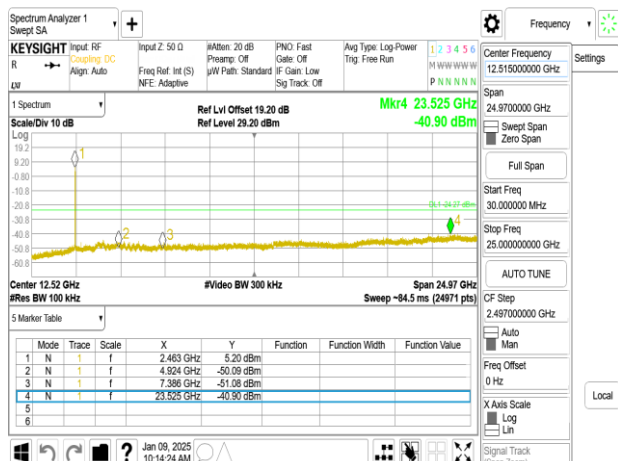 Spectrum Analyzer 1
Swept SA
Frequency
KEYSIGHT
R
LXI
Input: RF
Coupling: DC
Align: Auto
Input Z: 50 Ω
Freq Ref: Int (S)
NFE: Adaptive
#Atten: 20 dB
Preamp: Off
µW Path: Standard
PNO: Fast
Gate: Off
IF Gain: Low
Sig Track: Off
Avg Type: Log-Power
Trig: Free Run
1 2 3 4 5 6
M W W W W W
P N N N N N
1 Spectrum
Scale/Div 10 dB
Log
Ref Lvl Offset 19.20 dB
Ref Level 29.20 dBm
Mkr4 23.525 GHz
-40.90 dBm
19.2
9.20
-0.80
-10.8
-20.8
-30.8
-40.8
-50.8
-60.8
1
2
3
4
DL1 -24.27 dBm
Center 12.52 GHz
#Res BW 100 kHz
#Video BW 300 kHz
Span 24.97 GHz
Sweep ~84.5 ms (24971 pts)
5 Marker Table
Mode Trace Scale X Y Function Function Width Function Value
1 N 1 f 2.463 GHz 5.20 dBm
2 N 1 f 4.924 GHz -50.09 dBm
3 N 1 f 7.386 GHz -51.08 dBm
4 N 1 f 23.525 GHz -40.90 dBm
5
6
?
Jan 09, 2025
10:14:24 AM
Center Frequency
12.515000000 GHz
Span
24.9700000 GHz
Swept Span
Zero Span
Full Span
Start Freq
30.000000 MHz
Stop Freq
25.000000000 GHz
AUTO TUNE
CF Step
2.497000000 GHz
Auto
Man
Freq Offset
0 Hz
X Axis Scale
Log
Lin
Signal Track
(Span Zoom)
Settings
Local